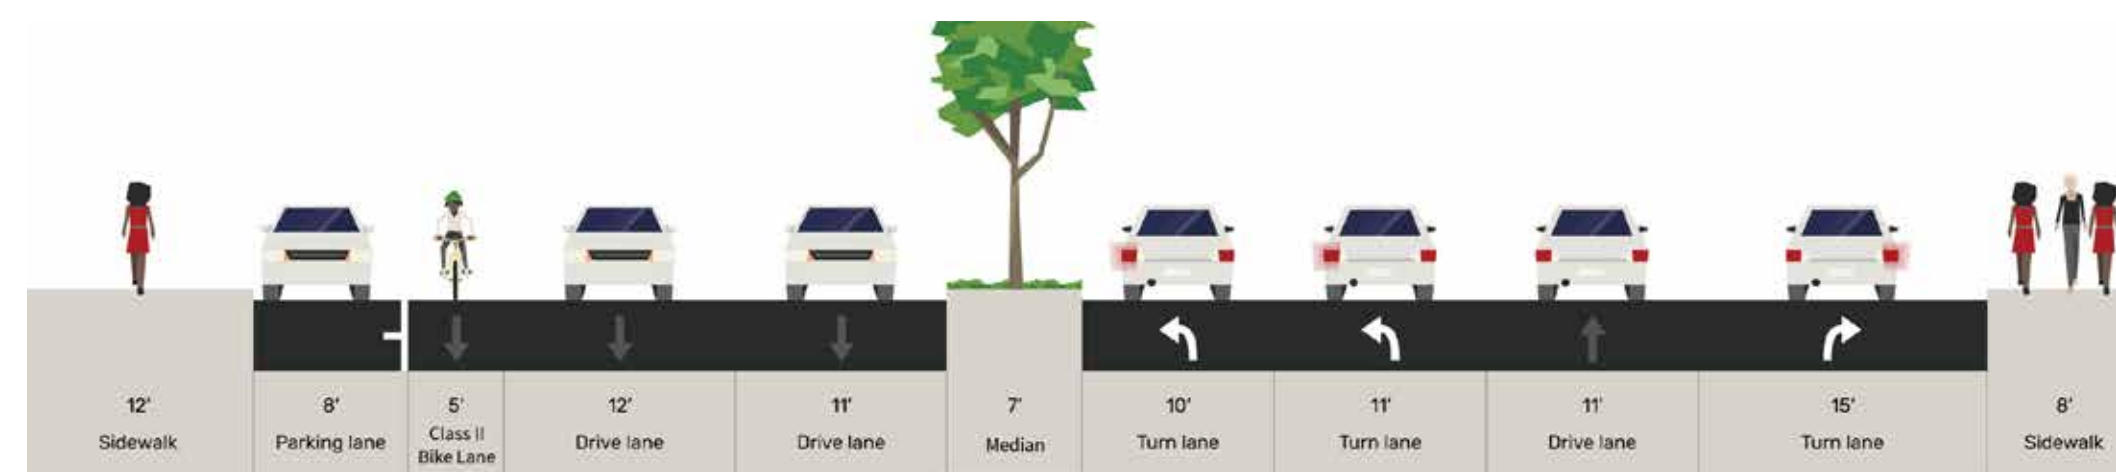 12'
Sidewalk
8'
Parking lane
5'
Class II
Bike Lane
12'
Drive lane
11'
Drive lane
7'
Median
10'
Turn lane
11'
Turn lane
11'
Drive lane
15'
Turn lane
8'
Sidewalk